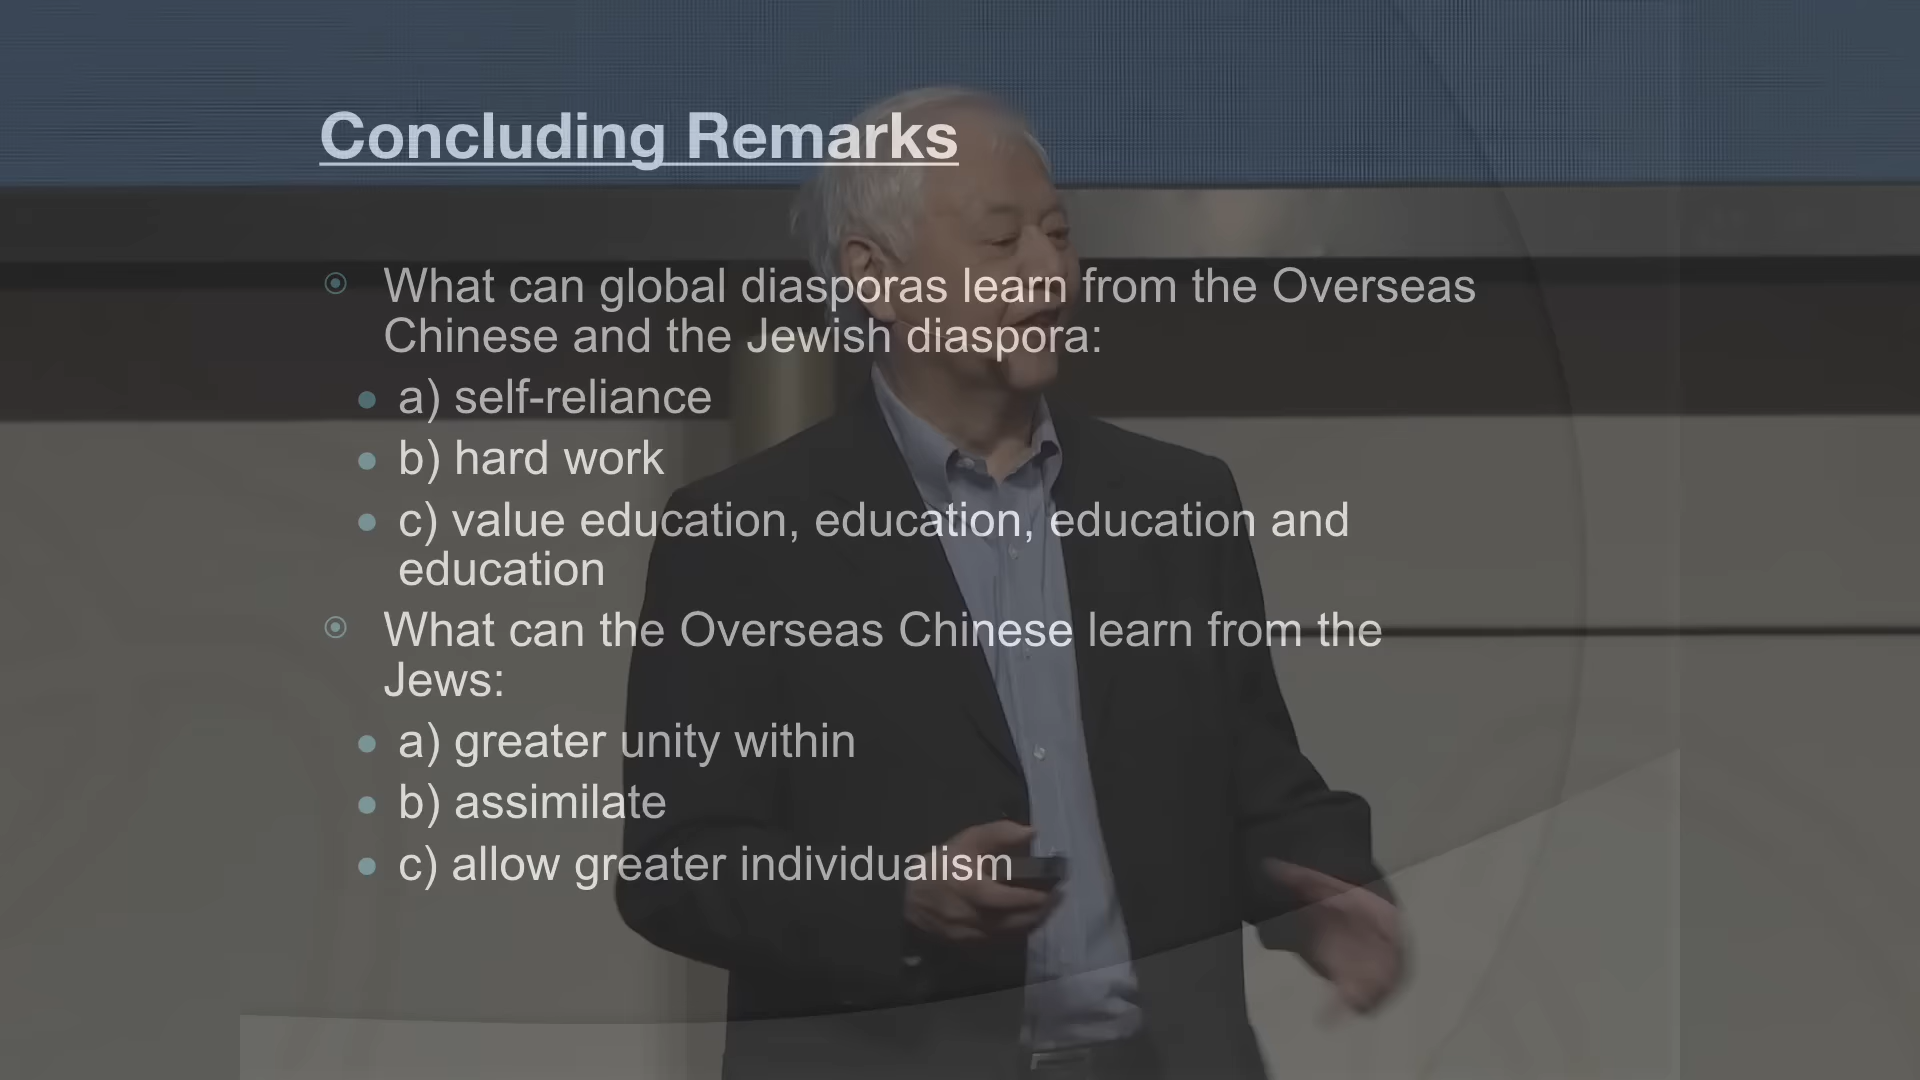 Concluding Remarks
What can global diasporas learn from the Overseas
Chinese and the Jewish diaspora:
a) self-reliance
b) hard work
c) value education, education, education and
education
What can the Overseas Chinese learn from the
Jews:
a) greater unity within
b) assimilate
c) allow greater individualism